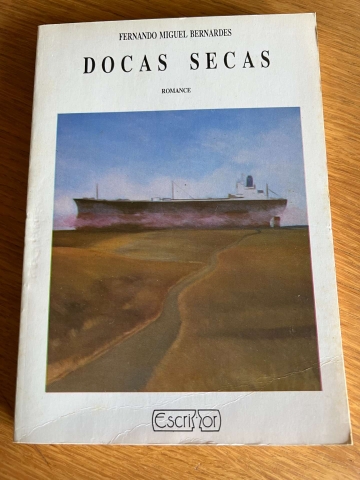 FERNANDO MIGUEL BERNARDES
DOCAS SECAS
ROMANCE
Escritor